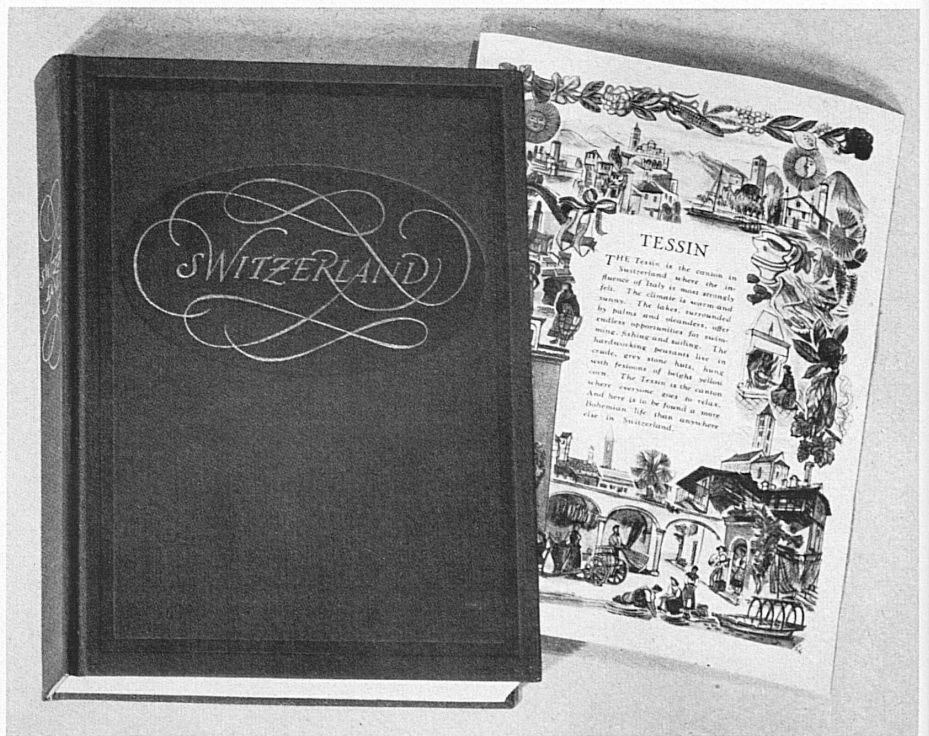 SWITZERLAND
TESSIN
THE Tessin is the canton in
Switzerland where the in-
fluence of Italy is most strongly
felt. The climate is warm and
sunny. The lakes, surrounded
by palms and oleanders, offer
endless opportunities for swim-
ming, fishing and sailing. The
hardworking peasants live in
crude, grey stone huts, hung
with festoons of bright yellow
corn. The Tessin is the canton
where everyone goes to relax.
And here is to be found a more
Bohemian life than anywhere
else in Switzerland.